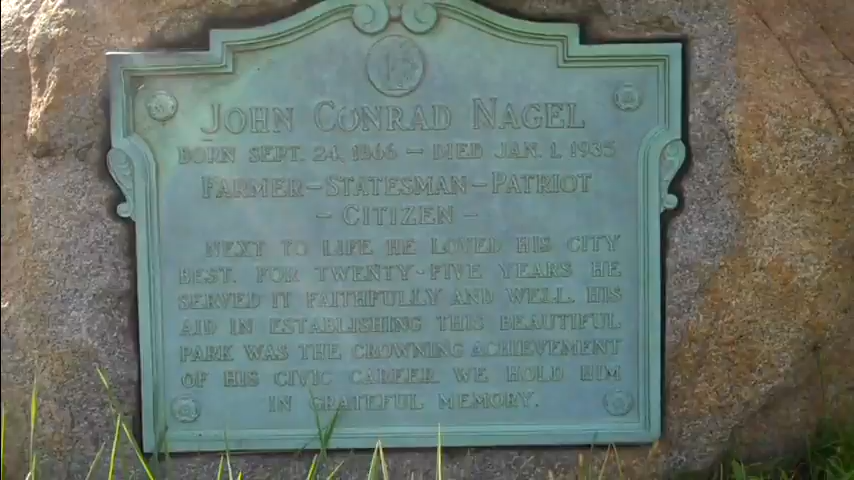 JOHN CONRAD NAGEL
BORN SEPT. 24, 1866 – DIED JAN. 1, 1935
FARMER – STATESMAN – PATRIOT
– CITIZEN –
NEXT TO LIFE HE LOVED HIS CITY
BEST. FOR TWENTY-FIVE YEARS HE
SERVED IT FAITHFULLY AND WELL. HIS
AID IN ESTABLISHING THIS BEAUTIFUL
PARK WAS THE CROWNING ACHIEVEMENT
OF HIS CIVIC CAREER. WE HOLD HIM
IN GRATEFUL MEMORY.